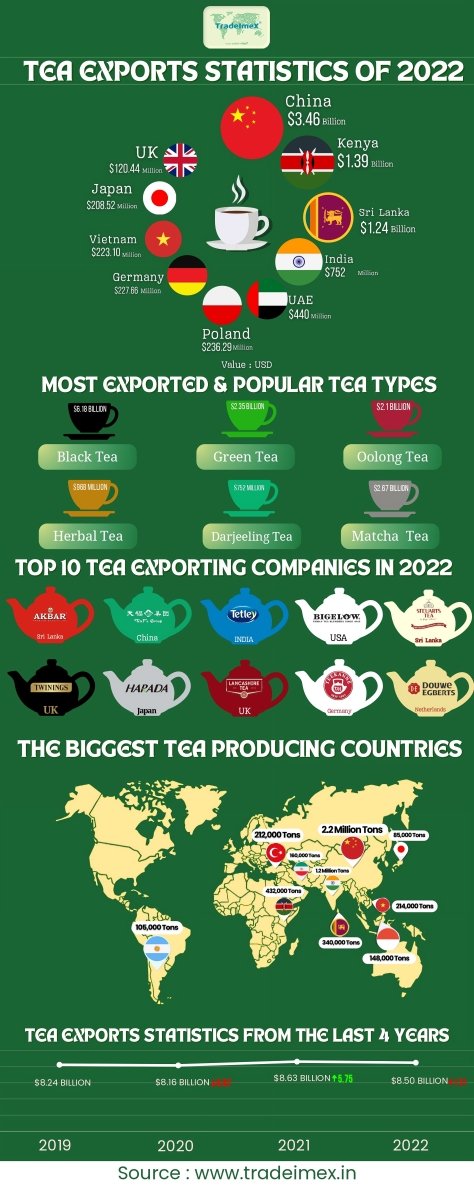 TradeImeX
TEA EXPORTS STATISTICS OF 2022
China
$3.46 Billion
Kenya
$1.39 Billion
UK
$120.44 Million
Japan
$208.52 Million
Sri Lanka
$1.24 Billion
Vietnam
$223.10 Million
India
$752 Million
Germany
$227.66 Million
UAE
$440 Million
Poland
$236.29 Million
Value : USD
MOST EXPORTED & POPULAR TEA TYPES
$6.18 BILLION
$2.35 BILLION
$2.1 BILLION
Black Tea
Green Tea
Oolong Tea
$968 MILLION
$752 MILLION
$2.67 BILLION
Herbal Tea
Darjeeling Tea
Matcha Tea
TOP 10 TEA EXPORTING COMPANIES IN 2022
AKBAR
Sri Lanka
China
Tetley
INDIA
BIGELOW
USA
STEUARTS
TEA
Sri Lanka
TWININGS
UK
HARADA
Japan
LANCASHIRE
TEA
UK
Germany
DE DOUWE
EGBERTS
Netherlands
THE BIGGEST TEA PRODUCING COUNTRIES
212,000 Tons
2.2 Million Tons
85,000 Tons
160,000 Tons
1.2 Million Tons
432,000 Tons
214,000 Tons
105,000 Tons
340,000 Tons
148,000 Tons
TEA EXPORTS STATISTICS FROM THE LAST 4 YEARS
$8.24 BILLION
$8.16 BILLION
$8.63 BILLION ↑5.75
$8.50 BILLION
2019
2020
2021
2022
Source : www.tradeimex.in